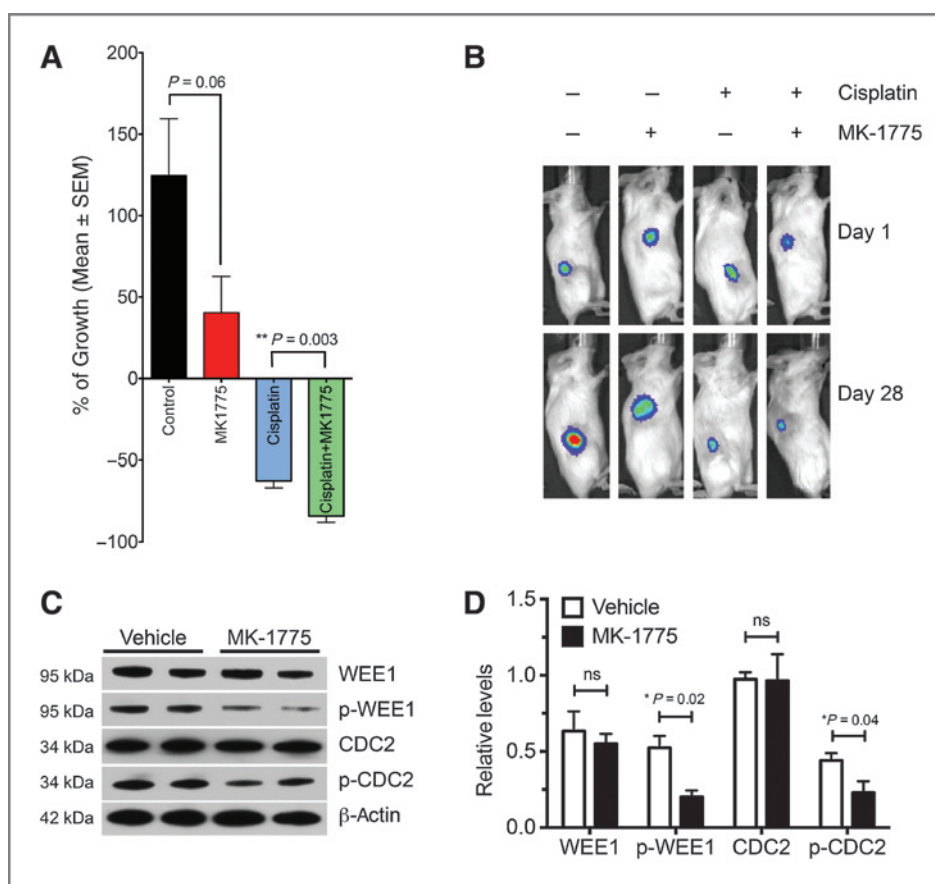 A
% of Growth (Mean ± SEM)
200
150
100
50
0
−50
−100
P = 0.06
** P = 0.003
Control
MK1775
Cisplatin
Cisplatin+MK1775
B
− − + + Cisplatin
− + − + MK-1775
Day 1
Day 28
C
Vehicle MK-1775
95 kDa WEE1
95 kDa p-WEE1
34 kDa CDC2
34 kDa p-CDC2
42 kDa β-Actin
D
Relative levels
1.5
1.0
0.5
0.0
Vehicle
MK-1775
ns
* P = 0.02
ns
*P = 0.04
WEE1 p-WEE1 CDC2 p-CDC2